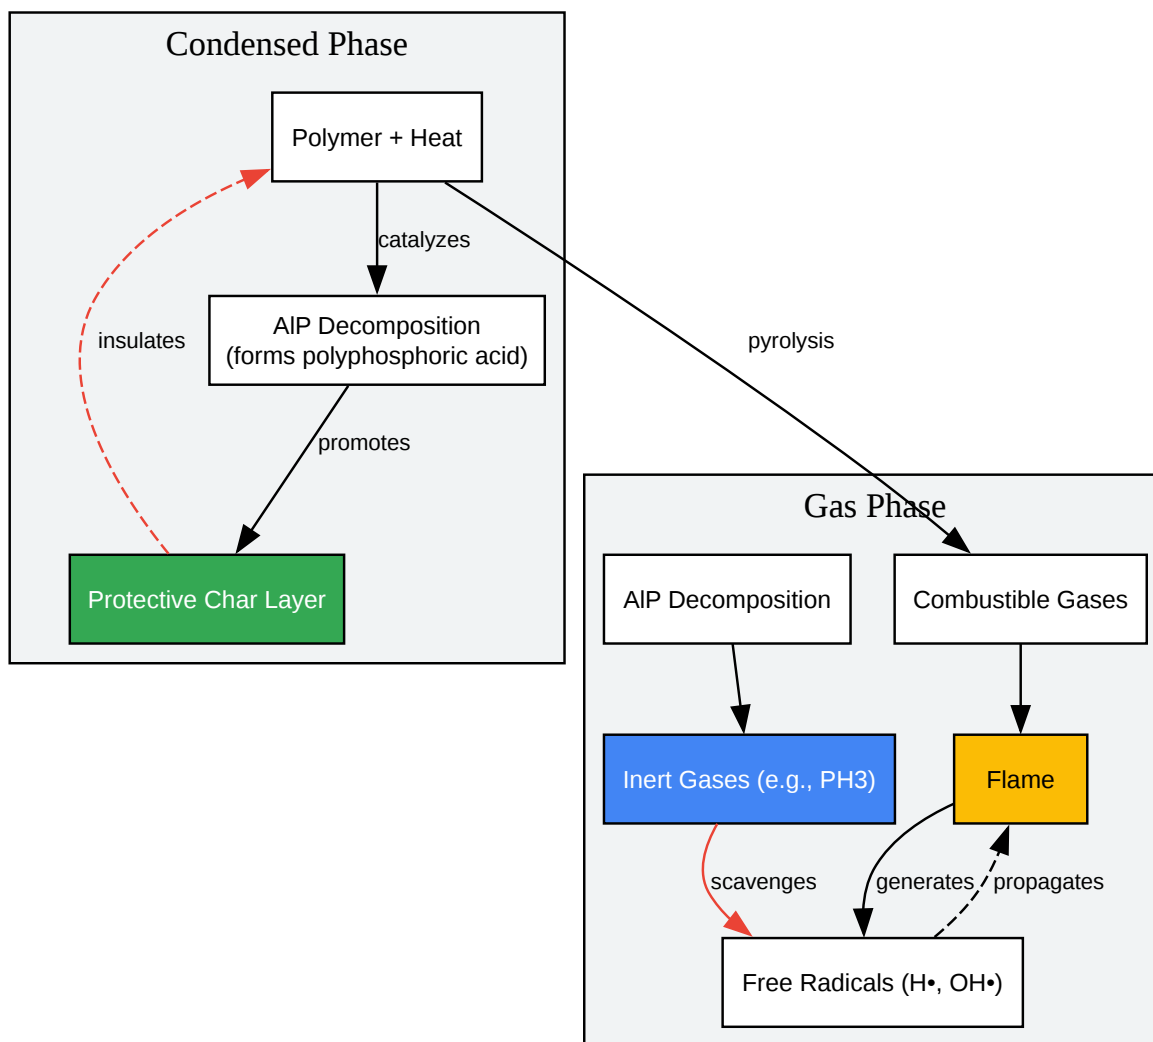 Condensed Phase
Polymer + Heat
catalyzes
AlP Decomposition
(forms polyphosphoric acid)
insulates
pyrolysis
promotes
Protective Char Layer
Gas Phase
AlP Decomposition
Combustible Gases
Inert Gases (e.g., PH3)
Flame
scavenges
generates
propagates
Free Radicals (H•, OH•)